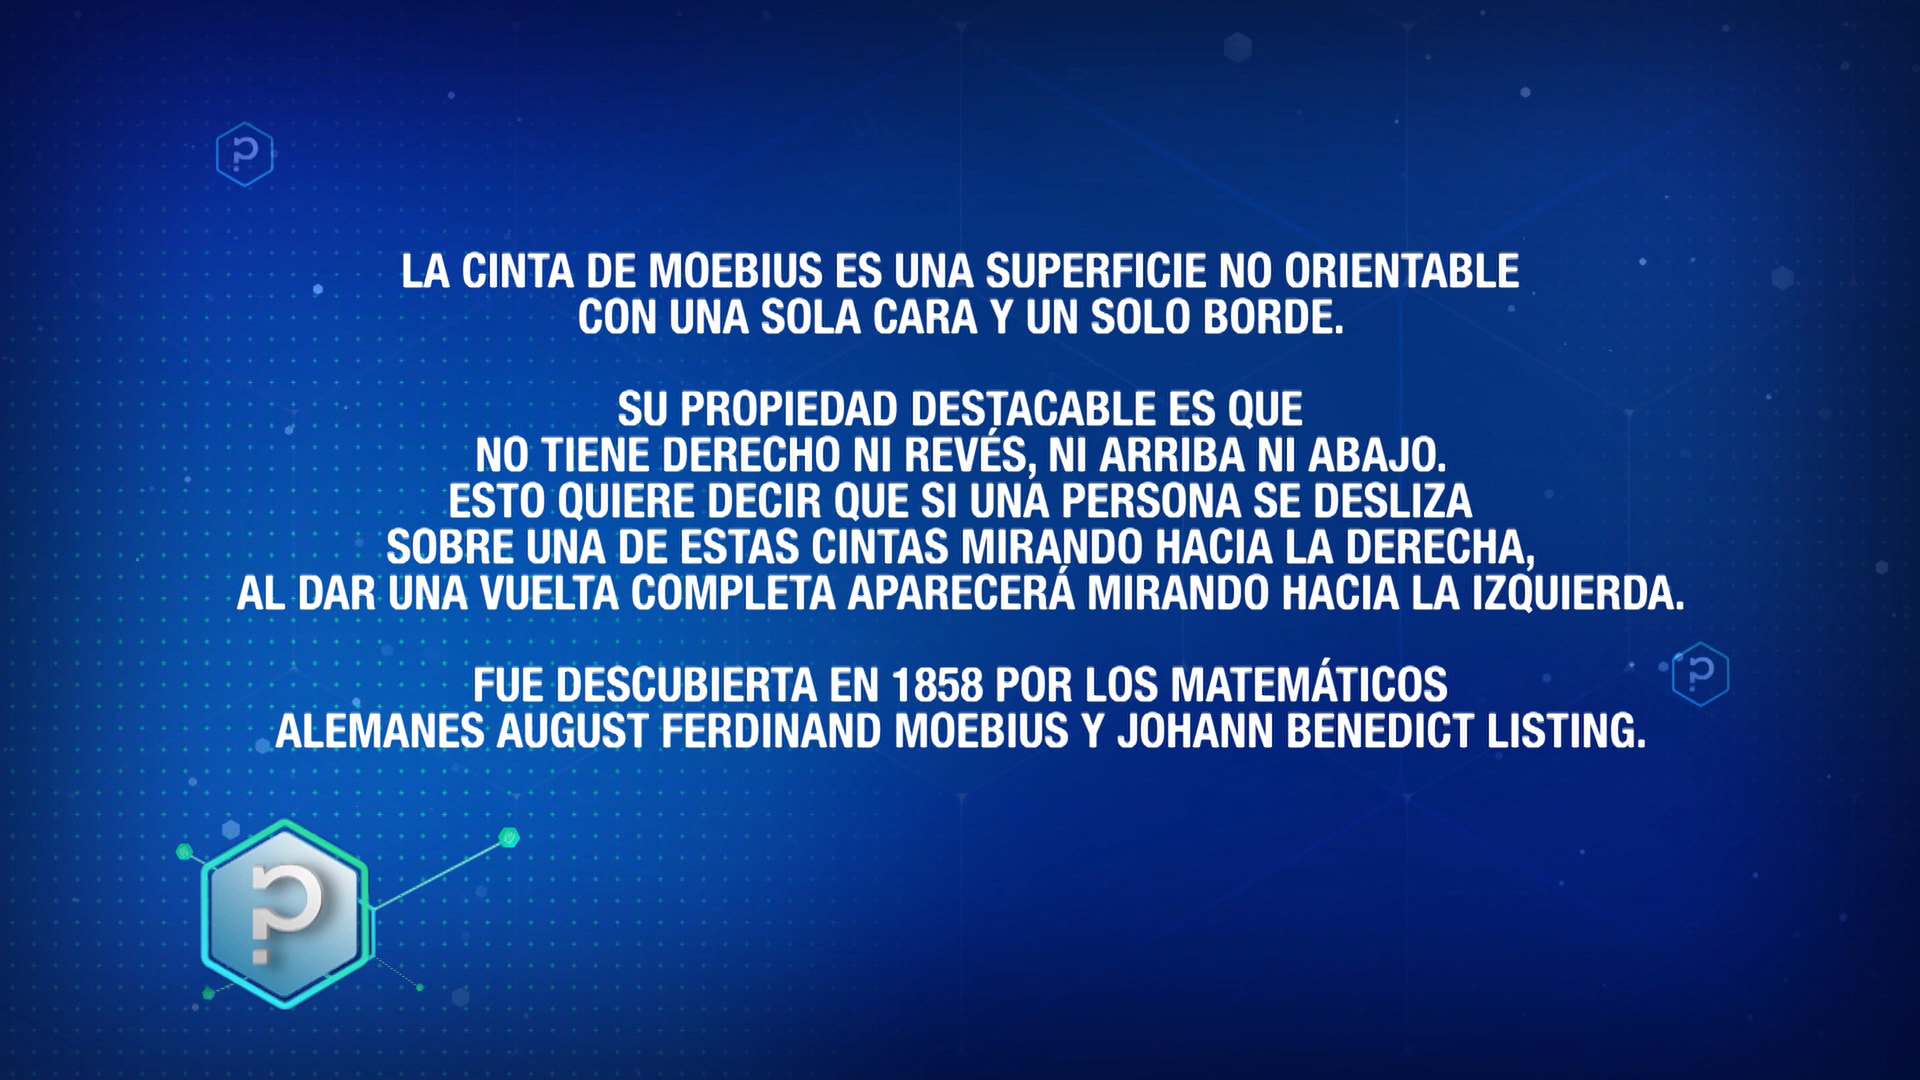 LA CINTA DE MOEBIUS ES UNA SUPERFICIE NO ORIENTABLE
CON UNA SOLA CARA Y UN SOLO BORDE.
SU PROPIEDAD DESTACABLE ES QUE
NO TIENE DERECHO NI REVÉS, NI ARRIBA NI ABAJO.
ESTO QUIERE DECIR QUE SI UNA PERSONA SE DESLIZA
SOBRE UNA DE ESTAS CINTAS MIRANDO HACIA LA DERECHA,
AL DAR UNA VUELTA COMPLETA APARECERÁ MIRANDO HACIA LA IZQUIERDA.
FUE DESCUBIERTA EN 1858 POR LOS MATEMÁTICOS
ALEMANES AUGUST FERDINAND MOEBIUS Y JOHANN BENEDICT LISTING.